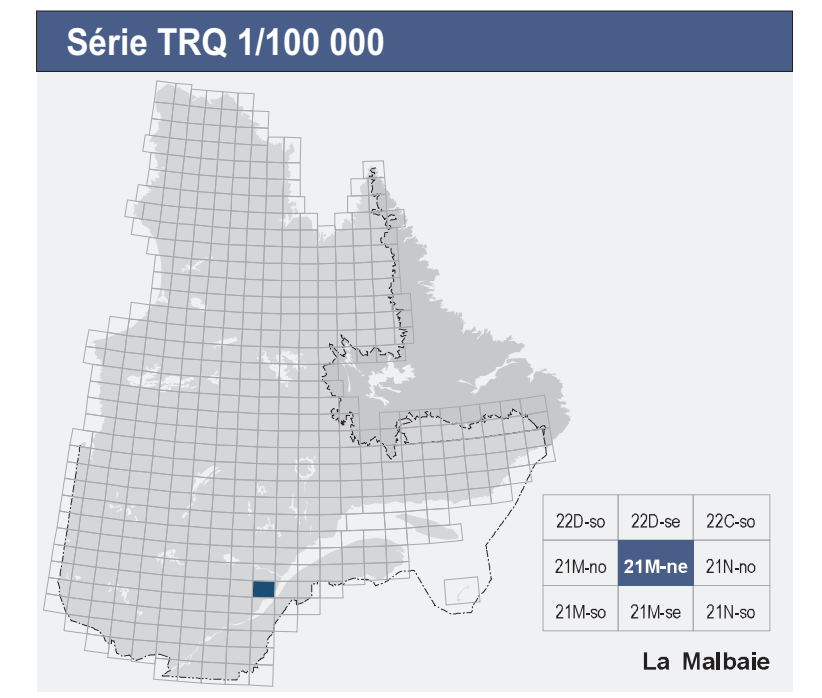 Série TRQ 1/100 000
22D-so 22D-se 22C-so
21M-no 21M-ne 21N-no
21M-so 21M-se 21N-so
La Malbaie